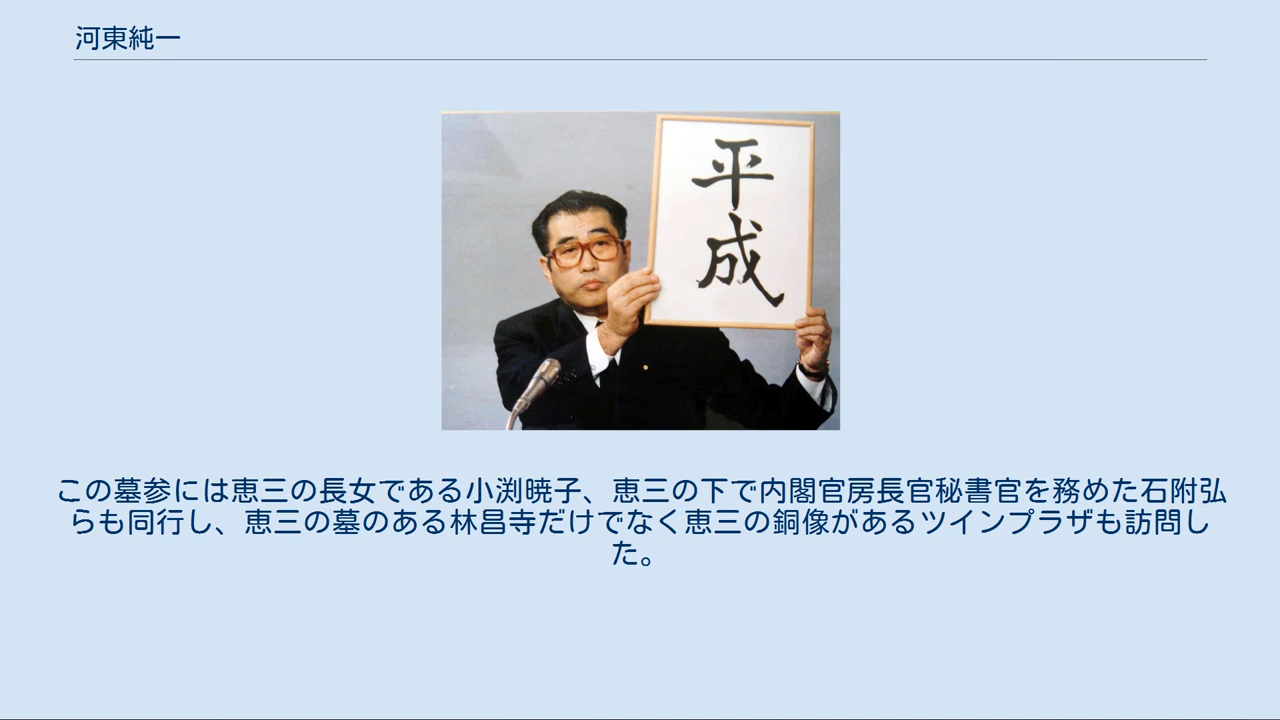 河東純一
平成
この墓参には恵三の長女である小渕暁子、恵三の下で内閣官房長官秘書官を務めた石附弘
らも同行し、恵三の墓のある林昌寺だけでなく恵三の銅像があるツインプラザも訪問し
た。